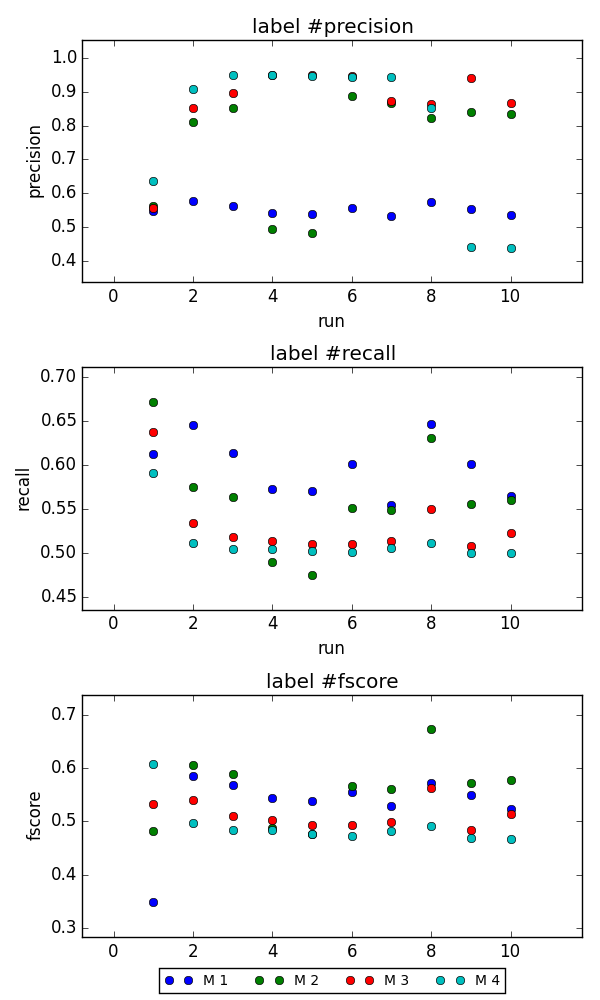 label #precision
1.0
0.9
0.8
0.7
0.6
0.5
0.4
precision
0 2 4 6 8 10
run
label #recall
0.70
0.65
0.60
0.55
0.50
0.45
recall
0 2 4 6 8 10
run
label #fscore
0.7
0.6
0.5
0.4
0.3
fscore
0 2 4 6 8 10
M 1 M 2 M 3 M 4